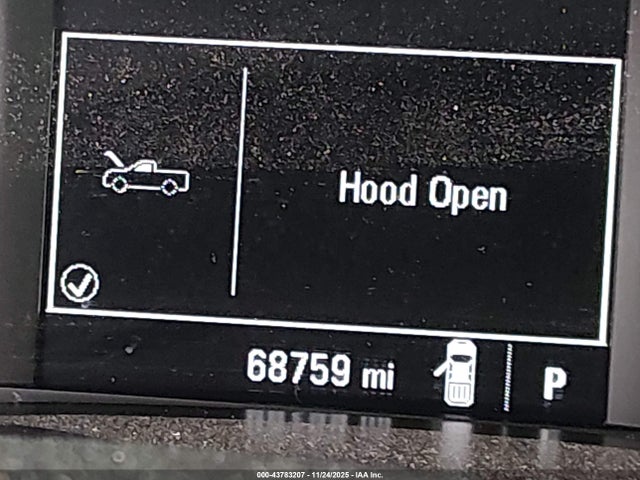 Hood Open
68759 mi
P
000-43783207 - 11/24/2025 - IAA Inc.